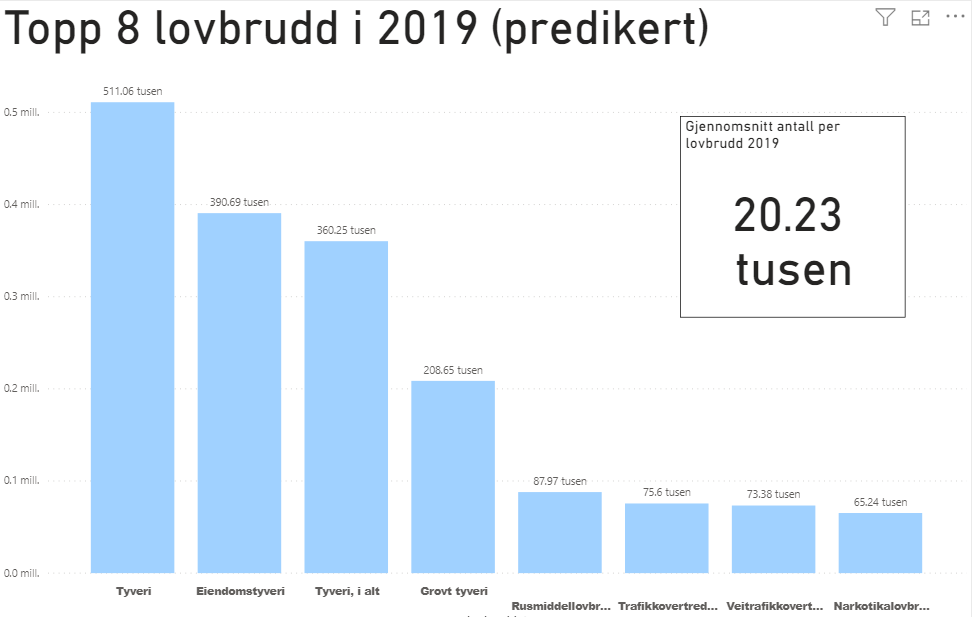 Topp 8 lovbrudd i 2019 (predikert)
511.06 tusen
0.5 mill.
Gjennomsnitt antall per
lovbrudd 2019
20.23
tusen
390.69 tusen
0.4 mill.
360.25 tusen
0.3 mill.
208.65 tusen
0.2 mill.
87.97 tusen
75.6 tusen
73.38 tusen
65.24 tusen
0.1 mill.
0.0 mill.
Tyveri
Eiendomstyveri
Tyveri, i alt
Grovt tyveri
Rusmiddellovbr...
Trafikkovertred...
Veitrafikkovert...
Narkotikalovbr...